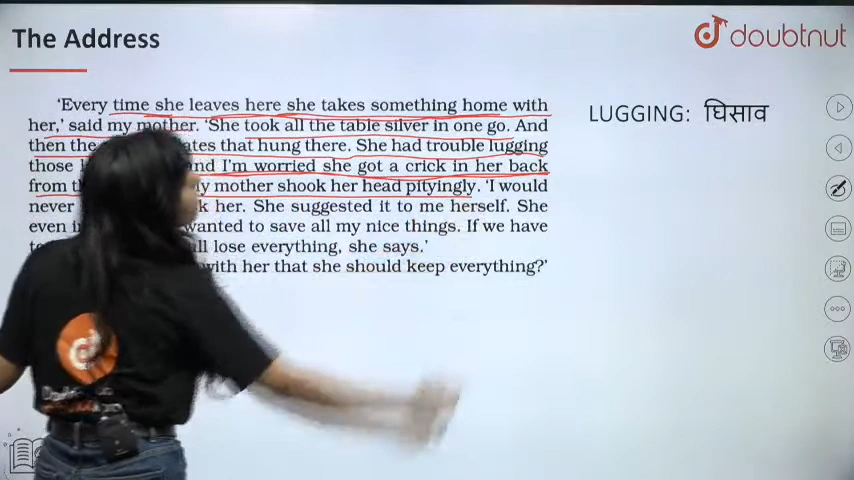 The Address
doubtnut
'Every time she leaves here she takes something home with
her,' said my mother. 'She took all the table silver in one go. And
then the that hung there. She had trouble lugging
those and I'm worried she got a crick in her back
from my mother shook her head pityingly. 'I would
never her. She suggested it to me herself. She
even wanted to save all my nice things. If we have
lose everything, she says.'
with her that she should keep everything?'
LUGGING: घिसाव